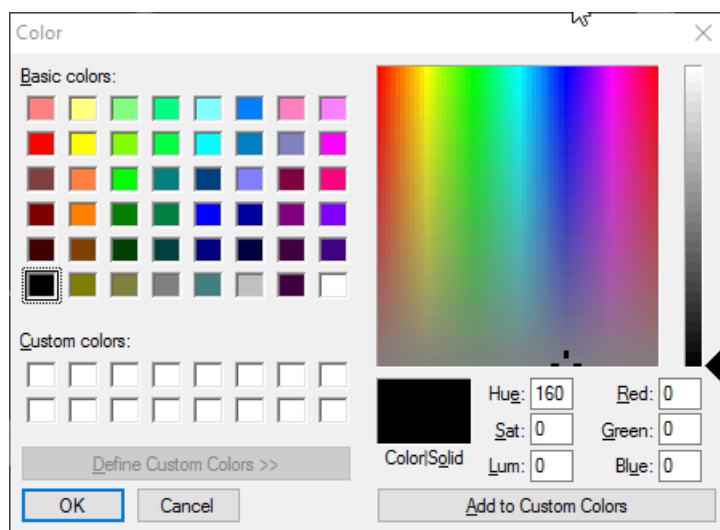 Color
Basic colors:
Custom colors:
Define Custom Colors >>
OK
Cancel
Color|Solid
Hue: 160
Sat: 0
Lum: 0
Red: 0
Green: 0
Blue: 0
Add to Custom Colors